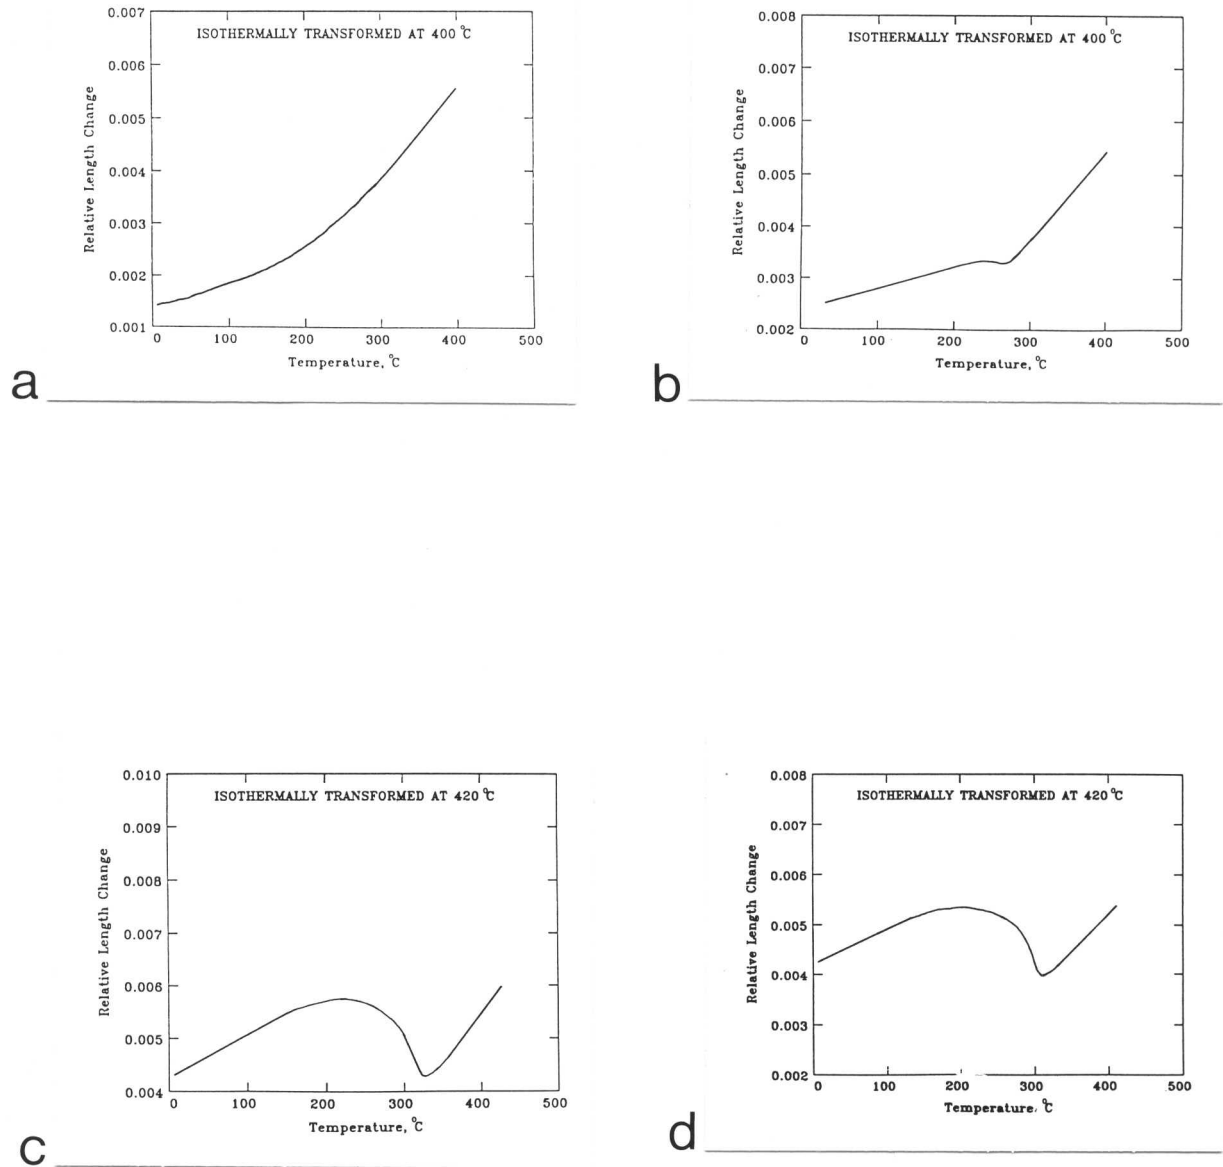 0.007
ISOTHERMALLY TRANSFORMED AT 400 °C
0.006
0.005
0.004
0.003
0.002
0.001
Relative Length Change
0 100 200 300 400 500
Temperature, °C
a
0.008
ISOTHERMALLY TRANSFORMED AT 400 °C
0.007
0.006
0.005
0.004
0.003
0.002
Relative Length Change
0 100 200 300 400 500
Temperature, °C
b
0.010
ISOTHERMALLY TRANSFORMED AT 420 °C
0.009
0.008
0.007
0.006
0.005
0.004
Relative Length Change
0 100 200 300 400 500
Temperature, °C
c
0.008
ISOTHERMALLY TRANSFORMED AT 420 °C
0.007
0.006
0.005
0.004
0.003
0.002
Relative Length Change
0 100 200 300 400 500
Temperature, °C
d